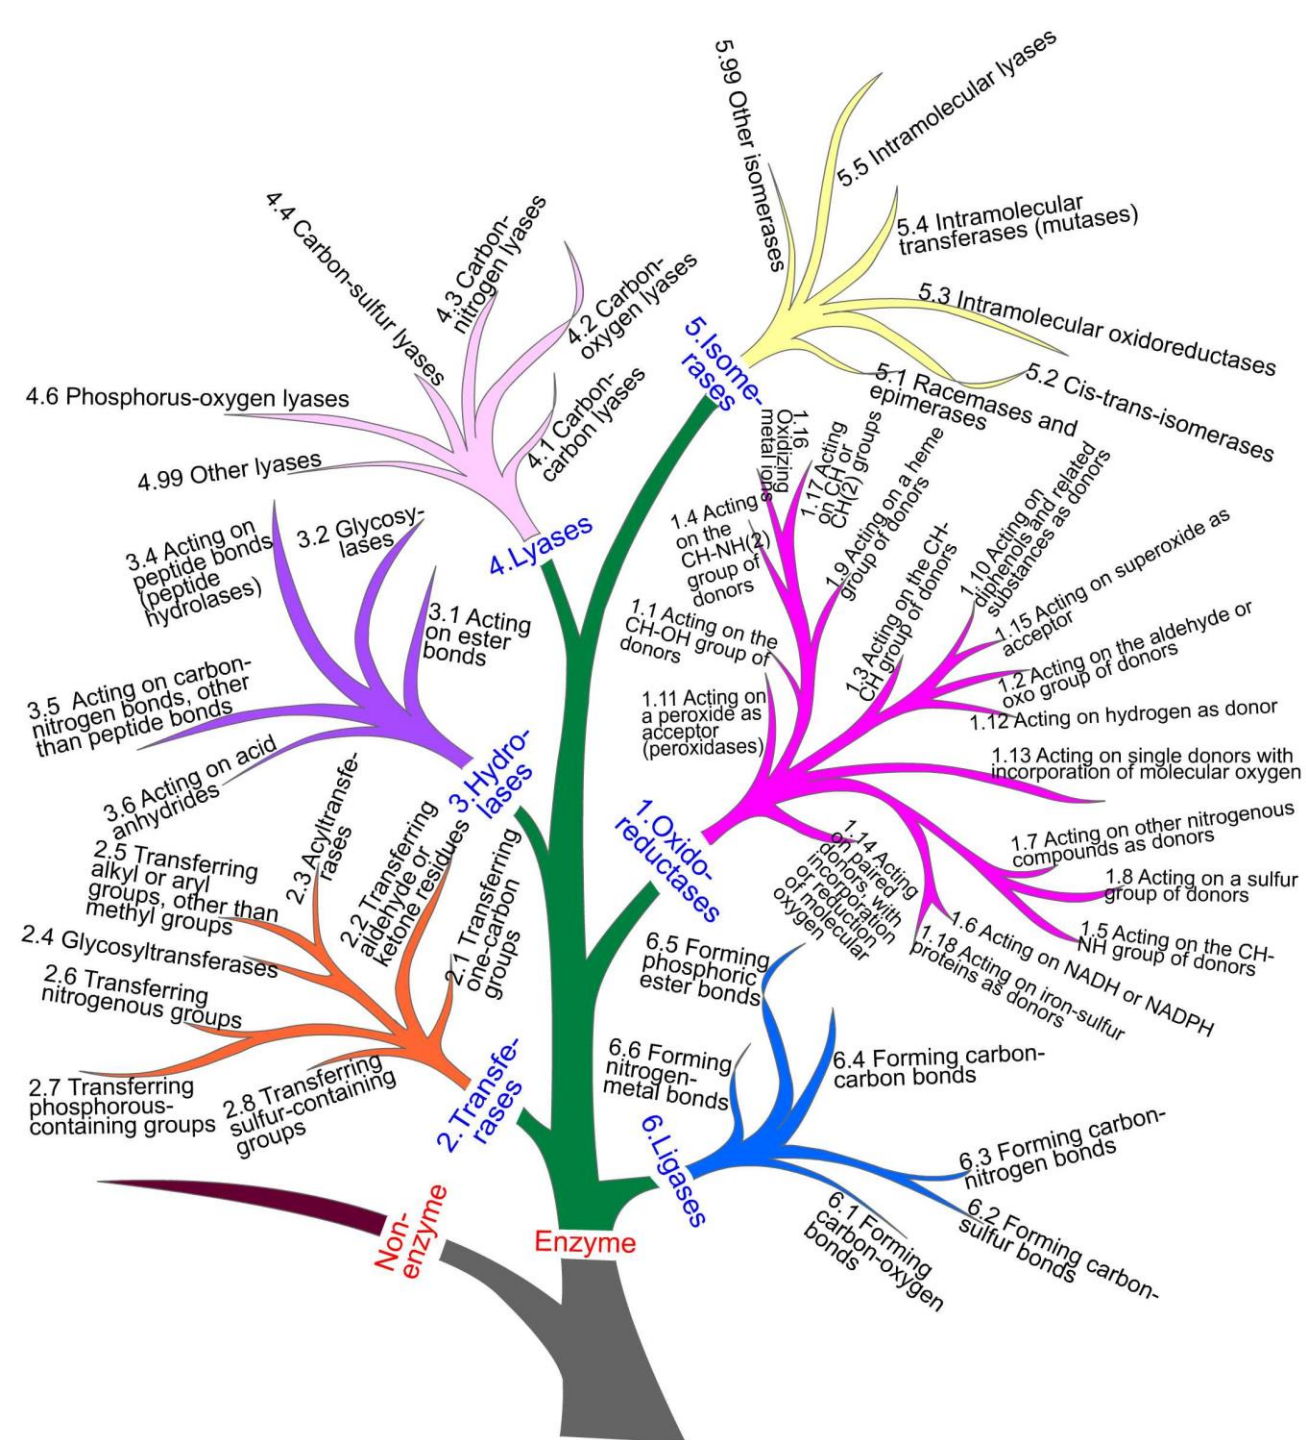 5.99 Other isomerases
5.5 Intramolecular lyases
5.4 Intramolecular
transferases (mutases)
5.3 Intramolecular oxidoreductases
5.2 Cis-trans-isomerases
5.1 Racemases and
epimerases
5.Isome-
rases
4.4 Carbon-sulfur lyases
4.3 Carbon-
nitrogen lyases
4.2 Carbon-
oxygen lyases
4.1 Carbon-
carbon lyases
4.6 Phosphorus-oxygen lyases
4.99 Other lyases
4.Lyases
3.4 Acting on
peptide bonds
(peptide
hydrolases)
3.2 Glycosy-
lases
3.1 Acting
on ester
bonds
3.5 Acting on carbon-
nitrogen bonds, other
than peptide bonds
3.6 Acting on acid
anhydrides
3.Hydro-
lases
1.16
Oxidizing
metal ions
1.17 Acting
on CH or
CH(2) groups
1.4 Acting
on the
CH-NH(2)
group of
donors
1.9 Acting on a heme
group of donors
1.1 Acting on the
CH-OH group of
donors
1.3 Acting on the CH-
CH group of donors
1.10 Acting on
diphenols and related
substances as donors
1.15 Acting on superoxide as
acceptor
1.2 Acting on the aldehyde or
oxo group of donors
1.12 Acting on hydrogen as donor
1.11 Acting on
a peroxide as
acceptor
(peroxidases)
1.13 Acting on single donors with
incorporation of molecular oxygen
1.7 Acting on other nitrogenous
compounds as donors
1.8 Acting on a sulfur
group of donors
1.5 Acting on the CH-
NH group of donors
1.6 Acting on NADH or NADPH
1.18 Acting on iron-sulfur
proteins as donors
1.14 Acting
on paired
donors, with
incorporation
or reduction
of molecular
oxygen
1.Oxido-
reductases
2.3 Acyltransfe-
rases
2.2 Transferring
aldehyde or
ketone residues
2.1 Transferring
one-carbon
groups
2.5 Transferring
alkyl or aryl
groups, other than
methyl groups
2.4 Glycosyltransferases
2.6 Transferring
nitrogenous groups
2.7 Transferring
phosphorous-
containing groups
2.8 Transferring
sulfur-containing
groups
2.Transfe-
rases
6.5 Forming
phosphoric
ester bonds
6.6 Forming
nitrogen-
metal bonds
6.4 Forming carbon-
carbon bonds
6.3 Forming carbon-
nitrogen bonds
6.2 Forming carbon-
sulfur bonds
6.1 Forming
carbon-oxygen
bonds
6.Ligases
Non-
enzyme
Enzyme